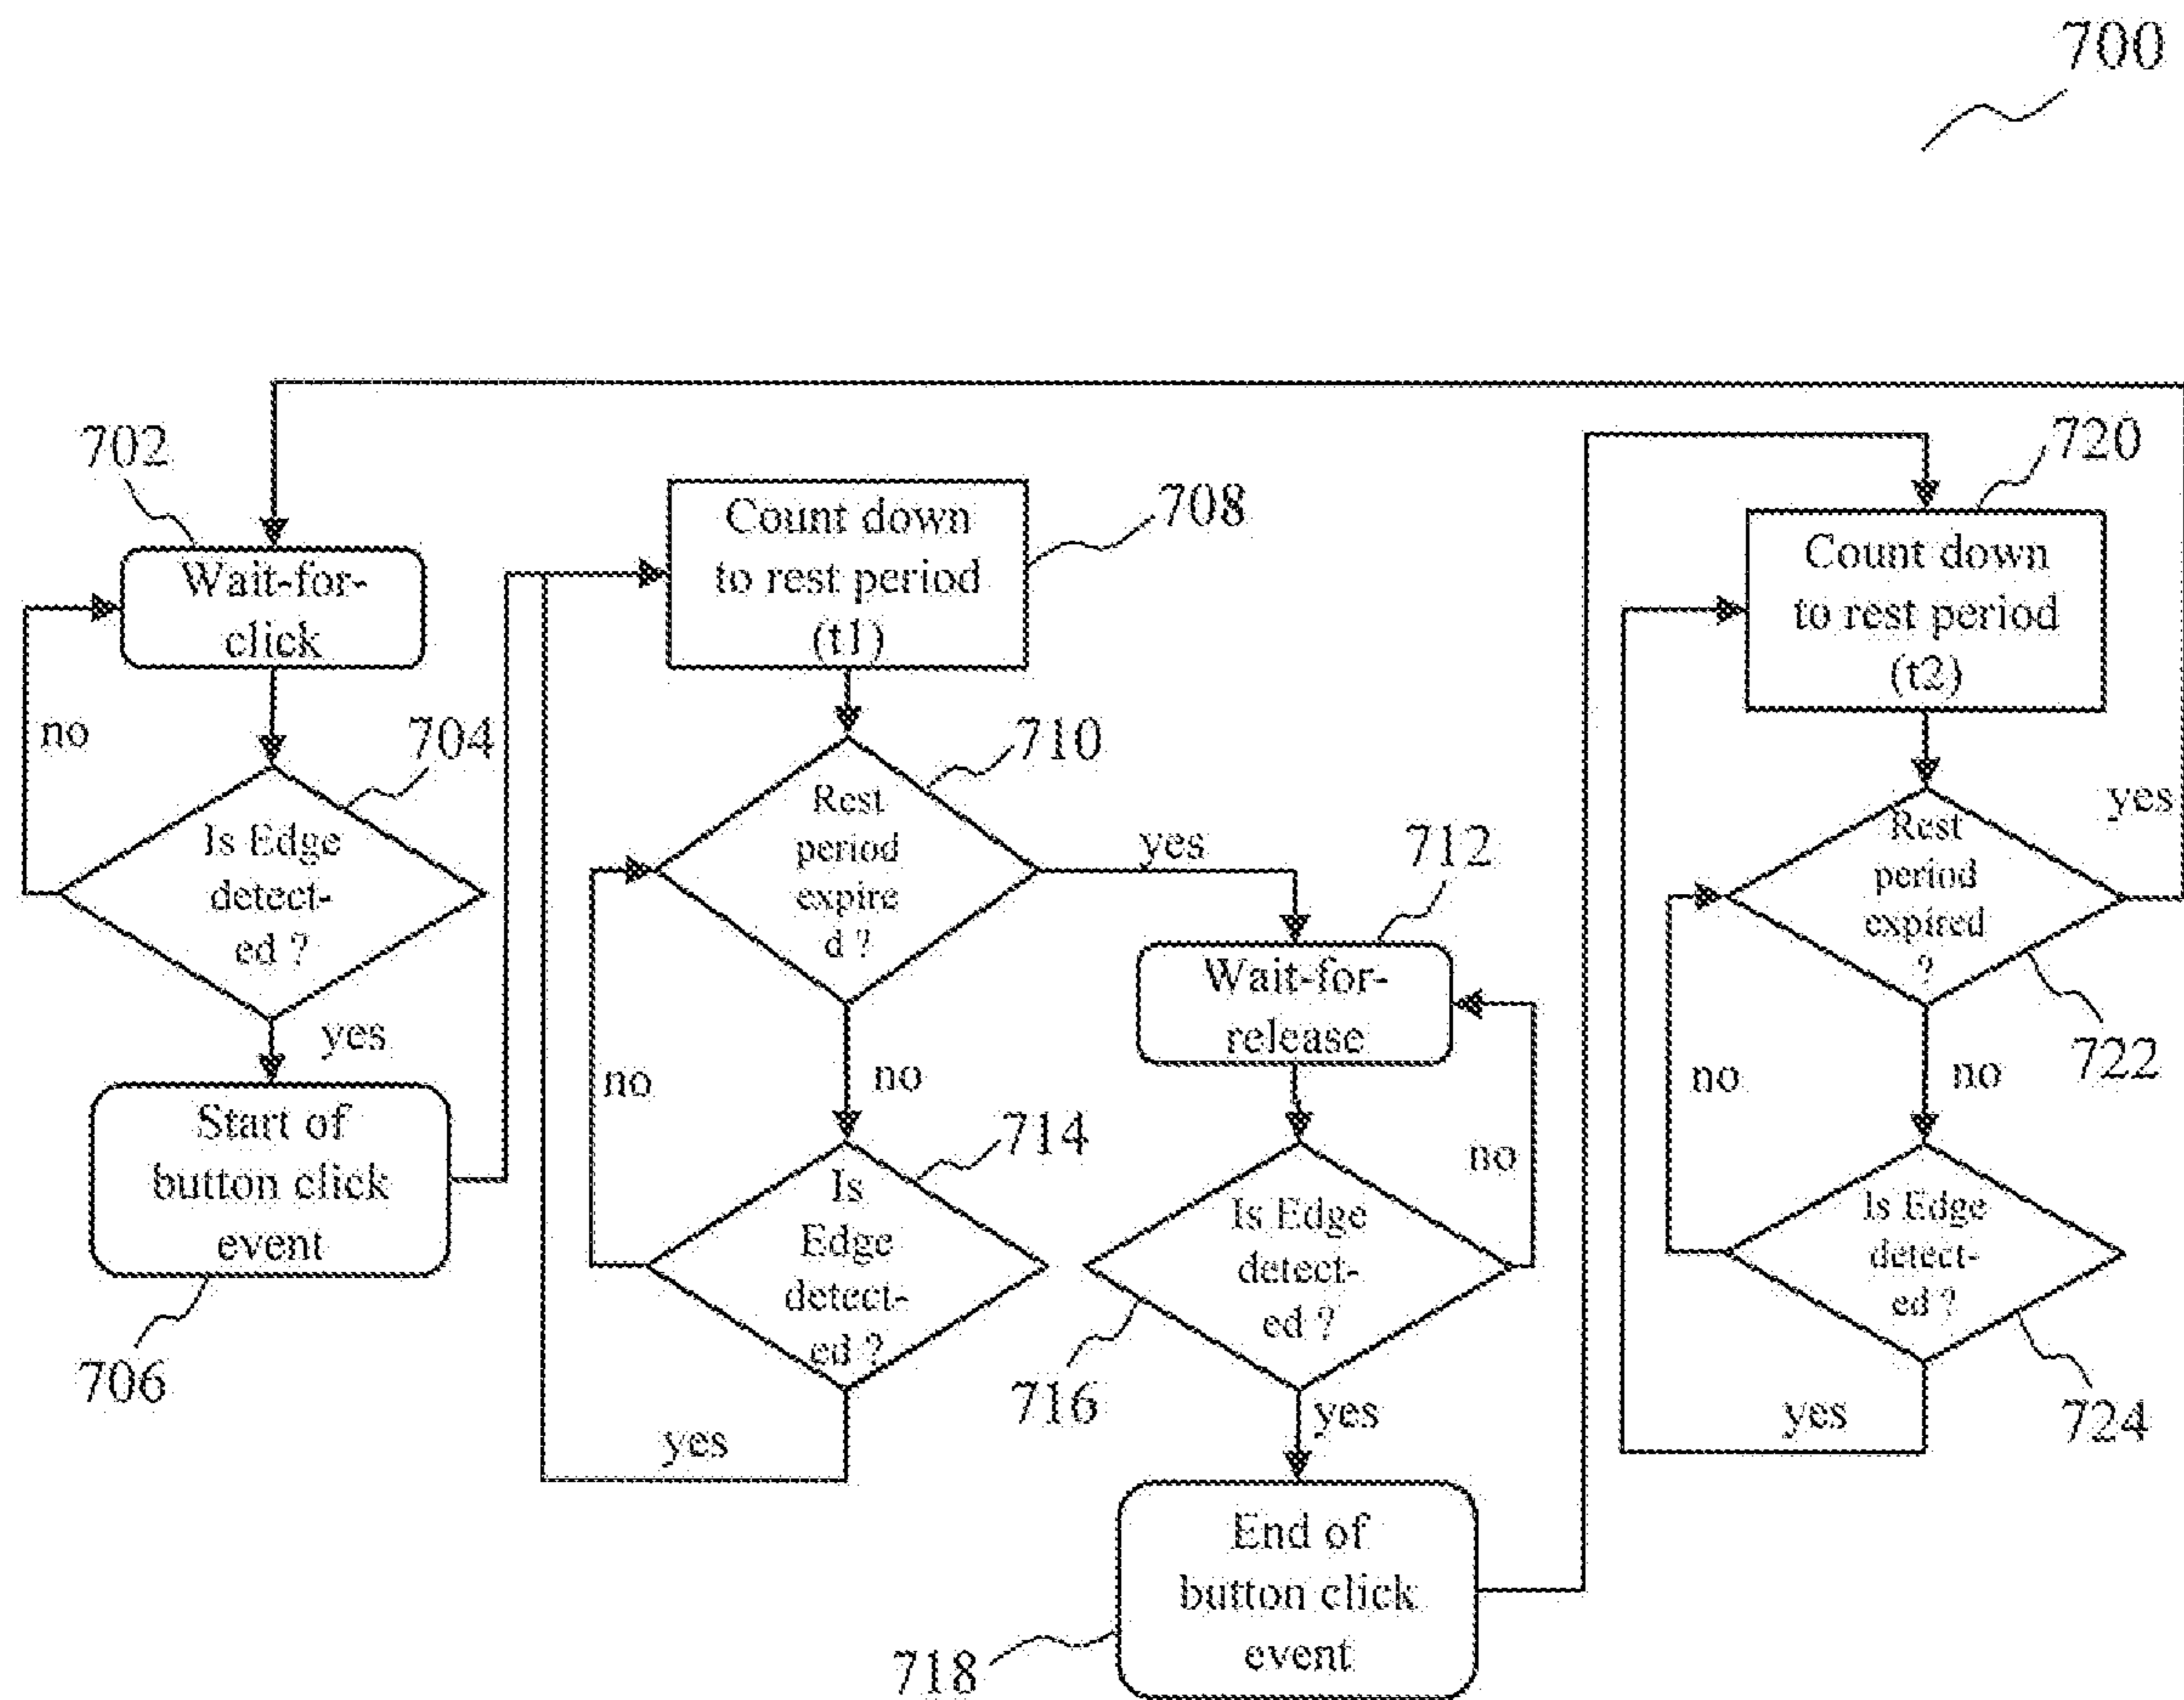 700
702
Wait-for-
click
no
704
Is Edge
detect-
ed ?
yes
Start of
button click
event
706
708
Count down
to rest period
(t1)
710
Rest
period
expire
d ?
yes
no
no
714
Is
Edge
detect-
ed ?
yes
712
Wait-for-
release
no
Is Edge
detect-
ed ?
716
yes
End of
button click
event
718
720
Count down
to rest period
(t2)
yes
Rest
period
expired
?
722
no
no
Is Edge
detect-
ed ?
724
yes